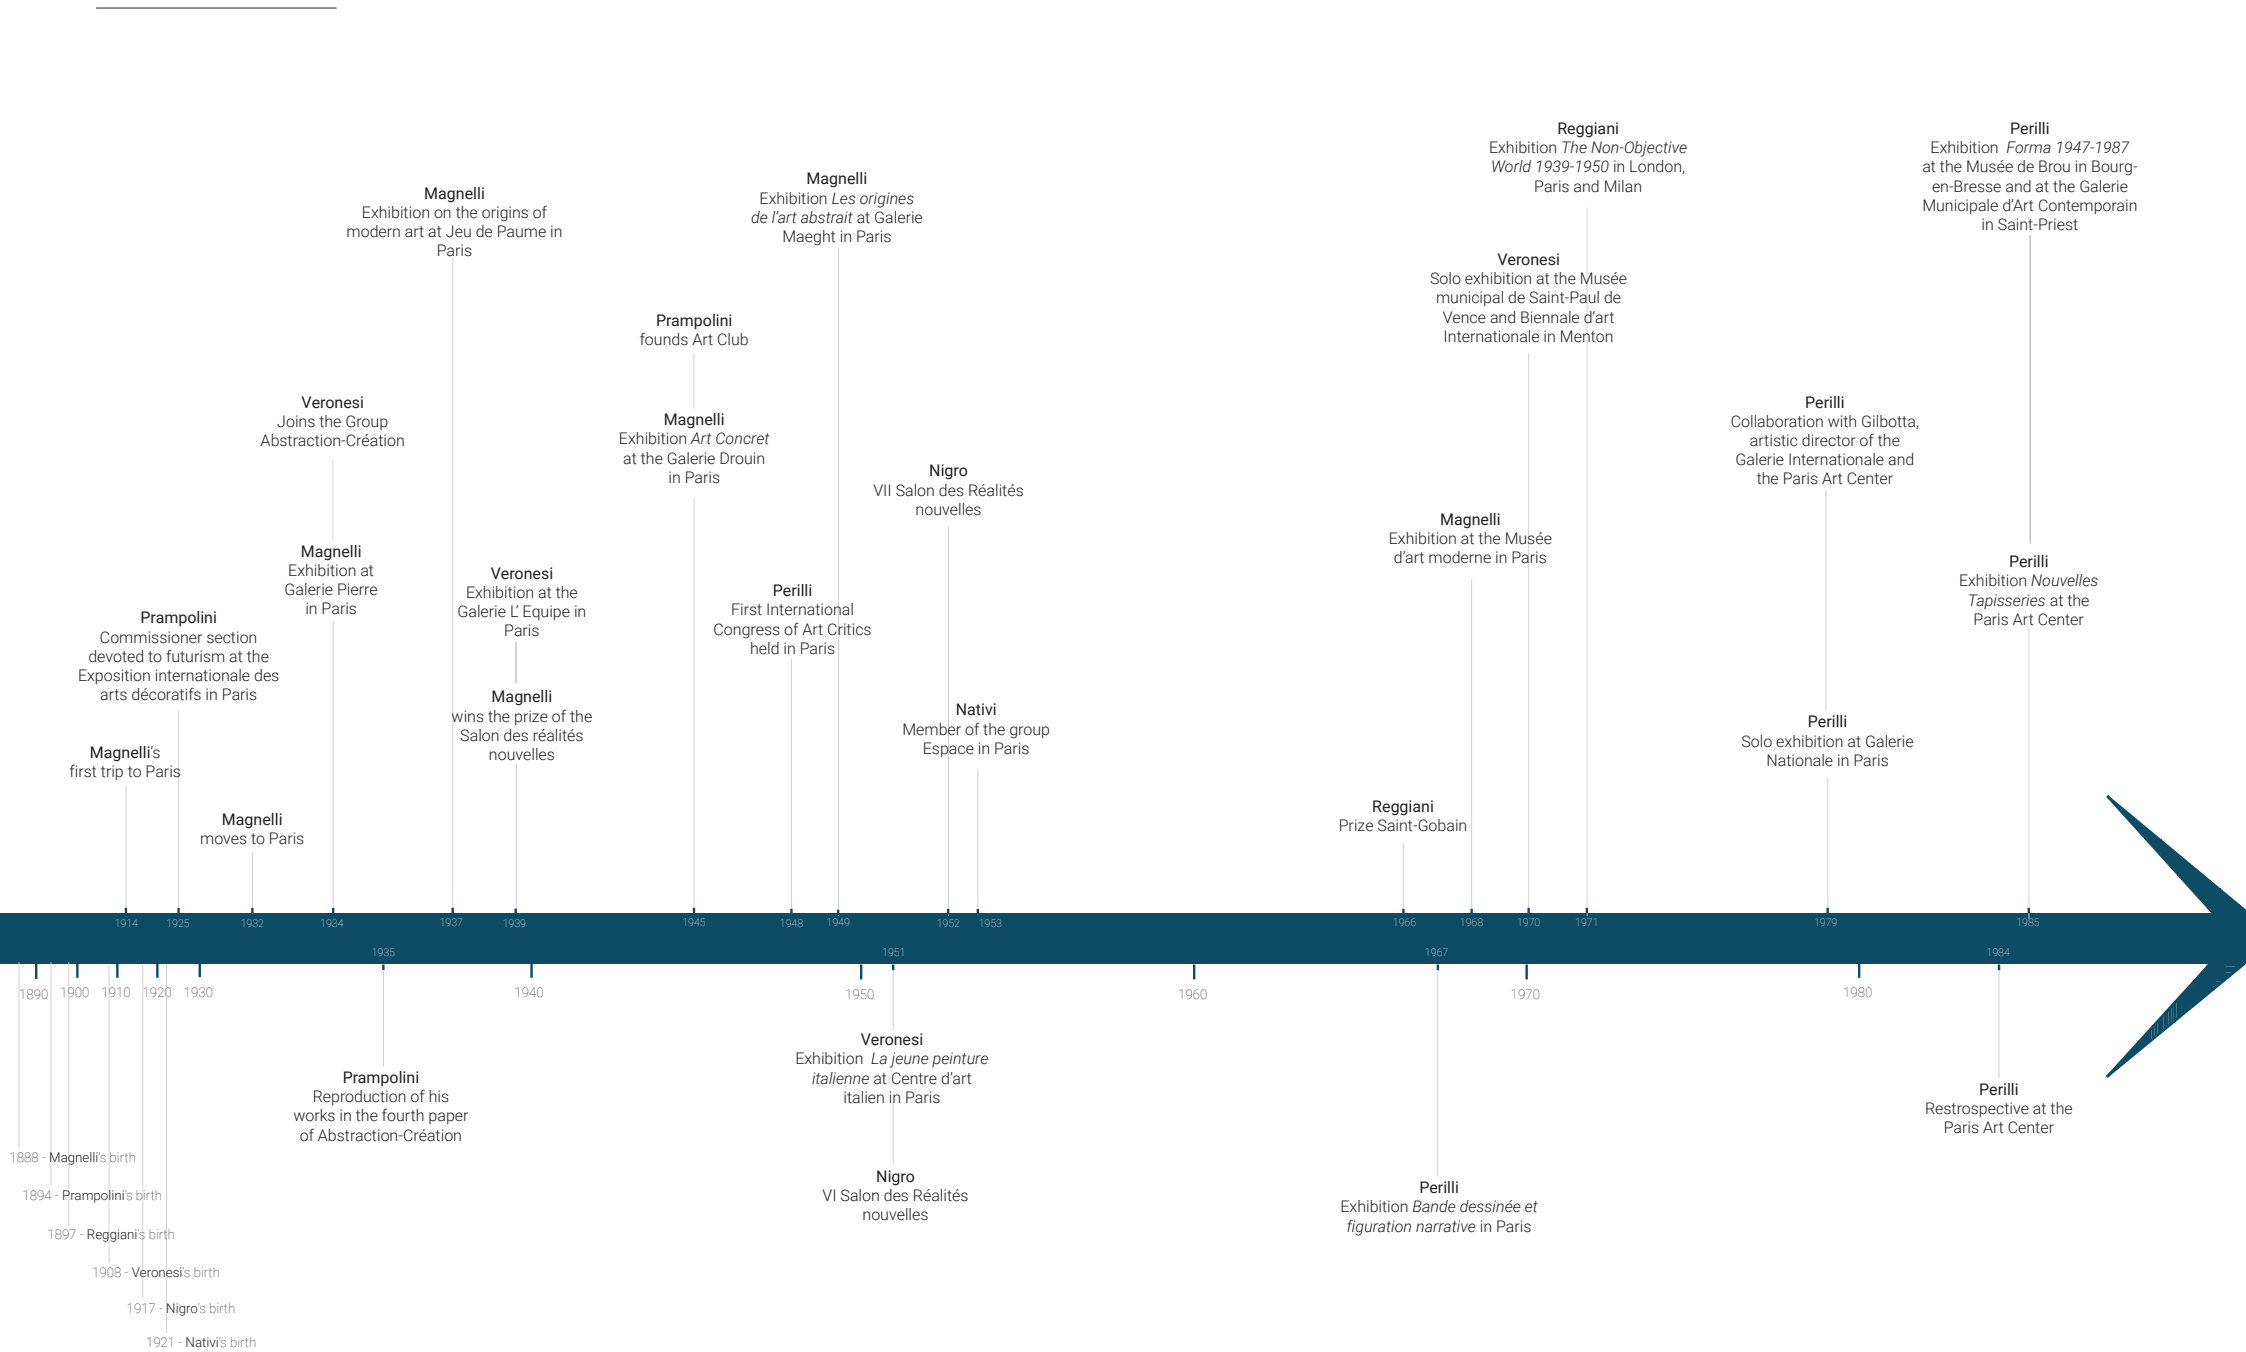 Reggiani
Exhibition The Non-Objective
World 1939-1950 in London,
Paris and Milan
Perilli
Exhibition Forma 1947-1987
at the Musée de Brou in Bourg-
en-Bresse and at the Galerie
Municipale d'Art Contemporain
in Saint-Priest
Magnelli
Exhibition on the origins of
modern art at Jeu de Paume in
Paris
Magnelli
Exhibition Les origines
de l'art abstrait at Galerie
Maeght in Paris
Veronesi
Solo exhibition at the Musée
municipal de Saint-Paul de
Vence and Biennale d'art
Internationale in Menton
Prampolini
founds Art Club
Veronesi
Joins the Group
Abstraction-Création
Magnelli
Exhibition Art Concret
at the Galerie Drouin
in Paris
Perilli
Collaboration with Gilbotta,
artistic director of the
Galerie Internationale and
the Paris Art Center
Nigro
VII Salon des Réalités
nouvelles
Magnelli
Exhibition at the Musée
d'art moderne in Paris
Magnelli
Exhibition at
Galerie Pierre
in Paris
Veronesi
Exhibition at the
Galerie L' Equipe in
Paris
Perilli
First International
Congress of Art Critics
held in Paris
Perilli
Exhibition Nouvelles
Tapisseries at the
Paris Art Center
Prampolini
Commissioner section
devoted to futurism at the
Exposition internationale des
arts décoratifs in Paris
Magnelli
wins the prize of the
Salon des réalités
nouvelles
Nativi
Member of the group
Espace in Paris
Perilli
Solo exhibition at Galerie
Nationale in Paris
Magnelli's
first trip to Paris
Magnelli
moves to Paris
Reggiani
Prize Saint-Gobain
1914 1925 1932 1934 1937 1939 1945 1948 1949 1952 1953 1966 1968 1970 1971 1979 1985
1935 1951 1967 1984
1890 1900 1910 1920 1930 1940 1950 1960 1970 1980
Veronesi
Exhibition La jeune peinture
italienne at Centre d'art
italien in Paris
Prampolini
Reproduction of his
works in the fourth paper
of Abstraction-Création
Perilli
Restrospective at the
Paris Art Center
Nigro
VI Salon des Réalités
nouvelles
Perilli
Exhibition Bande dessinée et
figuration narrative in Paris
1888 - Magnelli's birth
1894 - Prampolini's birth
1897 - Reggiani's birth
1908 - Veronesi's birth
1917 - Nigro's birth
1921 - Nativi's birth